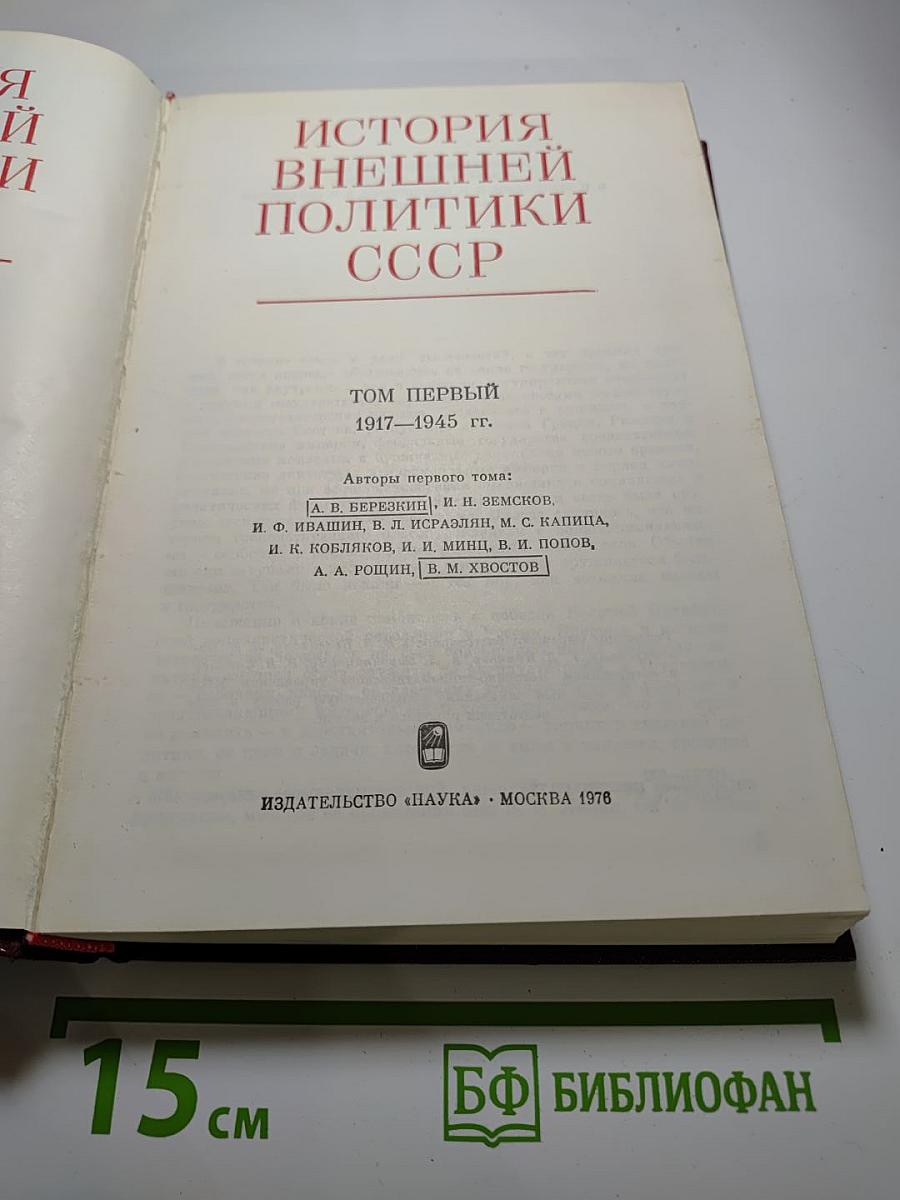 Я
Й
И
ИСТОРИЯ
ВНЕШНЕЙ
ПОЛИТИКИ
СССР
ТОМ ПЕРВЫЙ
1917—1945 гг.
Авторы первого тома:
А. В. БЕРЕЗКИН, И. Н. ЗЕМСКОВ,
И. Ф. ИВАШИН, В. Л. ИСРАЭЛЯН, М. С. КАПИЦА,
И. К. КОБЛЯКОВ, И. И. МИНЦ, В. И. ПОПОВ,
А. А. РОЩИН, В. М. ХВОСТОВ
ИЗДАТЕЛЬСТВО «НАУКА» · МОСКВА 1976
15 см
БФ БИБЛИОФАН